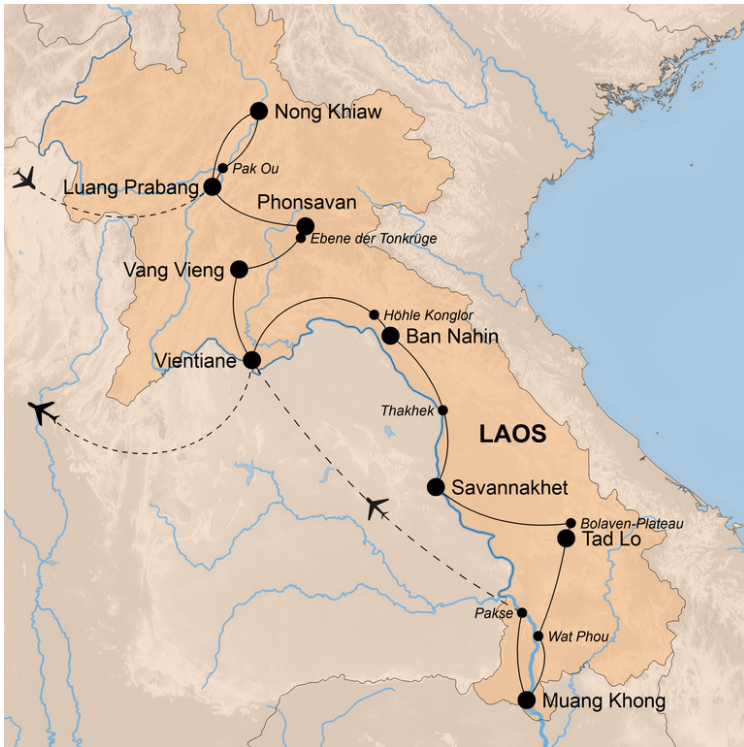 Nong Khiaw
Pak Ou
Luang Prabang
Phonsavan
Ebene der Tonkrüge
Vang Vieng
Höhle Konglor
Ban Nahin
Vientiane
Thakhek
LAOS
Savannakhet
Bolaven-Plateau
Tad Lo
Pakse
Wat Phou
Muang Khong